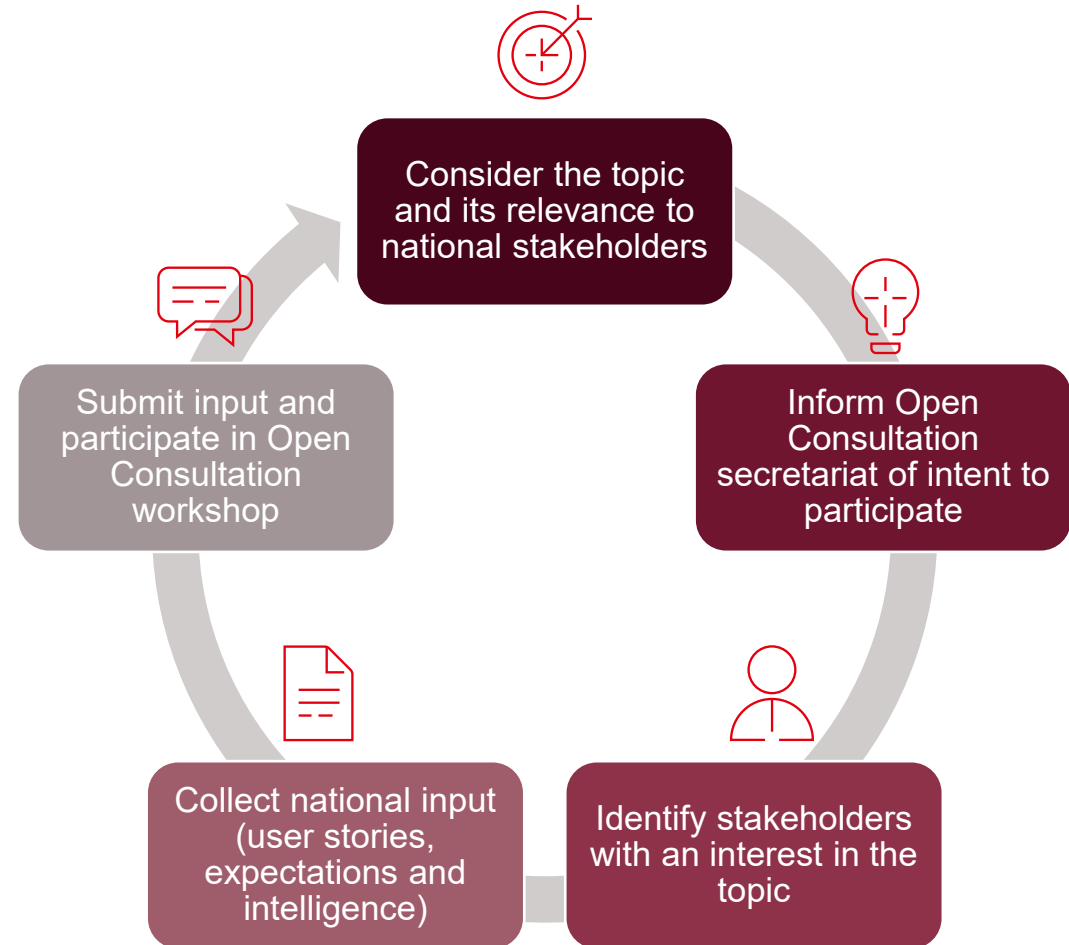 Consider the topic
and its relevance to
national stakeholders
Inform Open
Consultation
secretariat of intent to
participate
Identify stakeholders
with an interest in the
topic
Collect national input
(user stories,
expectations and
intelligence)
Submit input and
participate in Open
Consultation
workshop